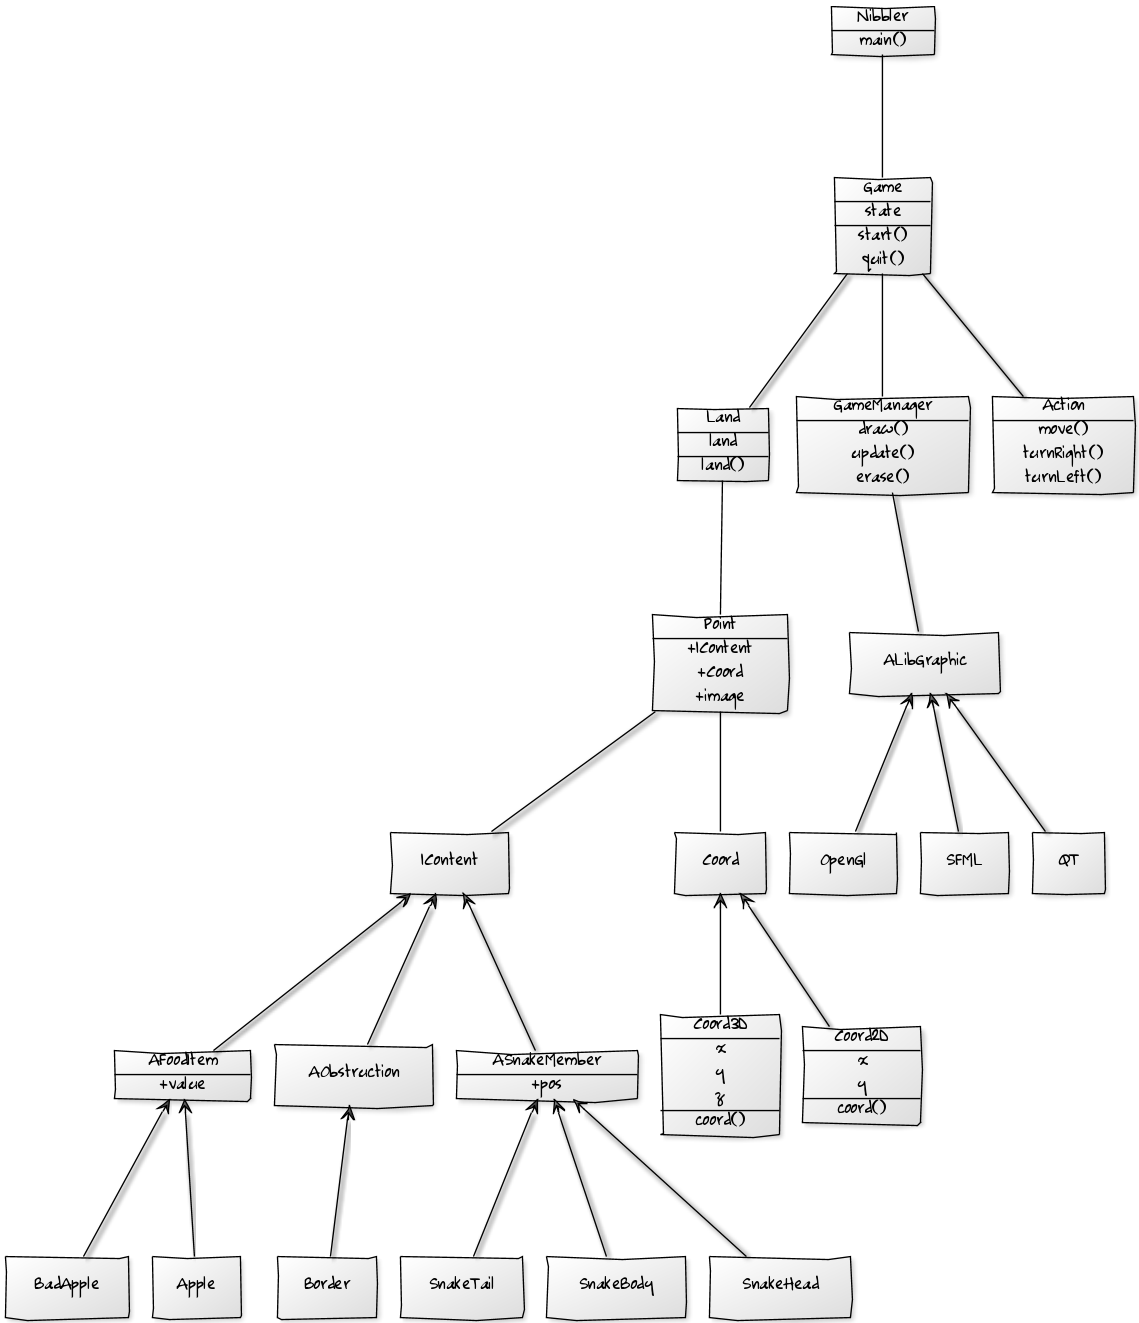 Nibbler
main()
Game
state
start()
quit()
Land
land
land()
GameManager
draw()
update()
erase()
Action
move()
turnRight()
turnLeft()
Point
+IContent
+Coord
+image
ALibGraphic
IContent
Coord
OpenGl
SFML
QT
AFoodItem
+value
AObstruction
ASnakeMember
+pos
Coord3D
x
y
z
coord()
Coord2D
x
y
coord()
BadApple
Apple
Border
SnakeTail
SnakeBody
SnakeHead